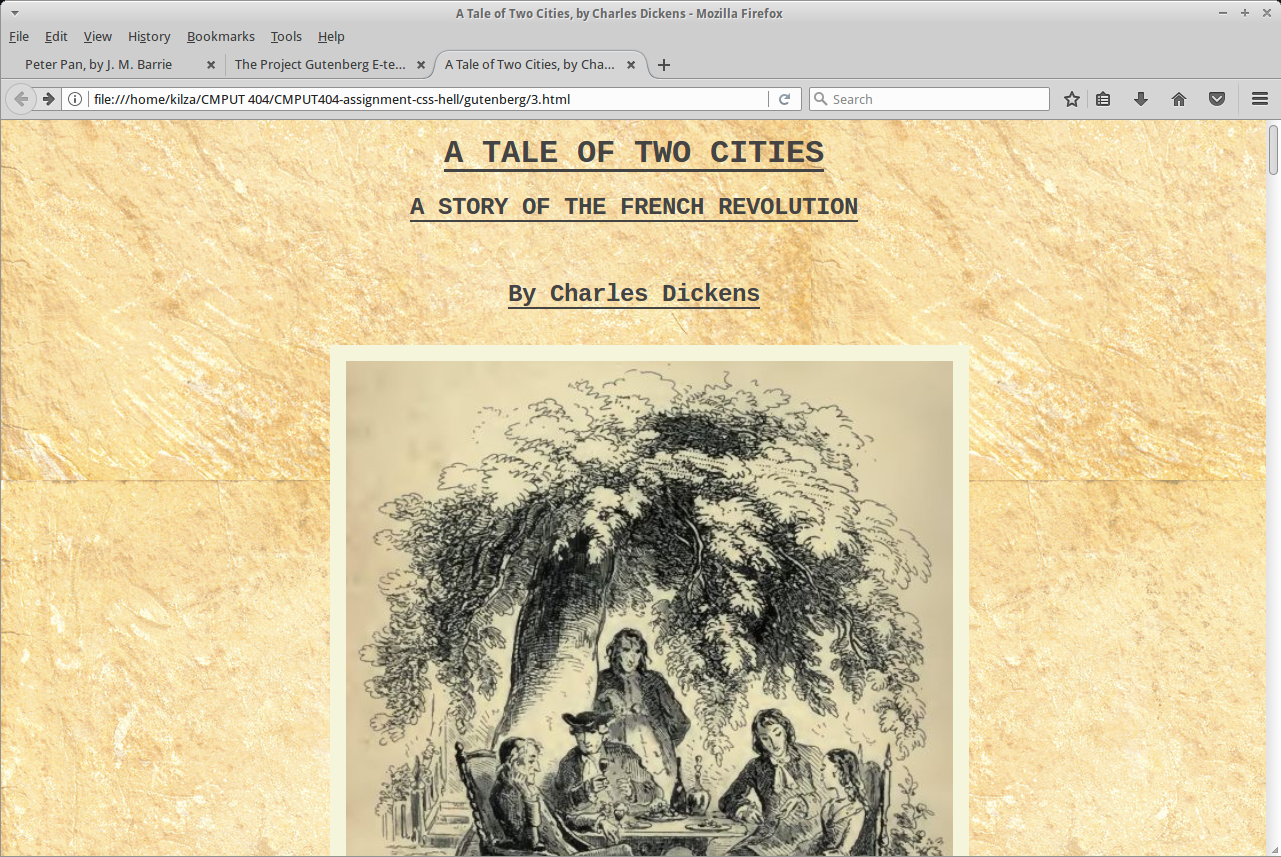 A Tale of Two Cities, by Charles Dickens - Mozilla Firefox
File Edit View History Bookmarks Tools Help
Peter Pan, by J. M. Barrie The Project Gutenberg E-te... A Tale of Two Cities, by Cha...
file:///home/kilza/CMPUT 404/CMPUT404-assignment-css-hell/gutenberg/3.html Search
A TALE OF TWO CITIES
A STORY OF THE FRENCH REVOLUTION
By Charles Dickens